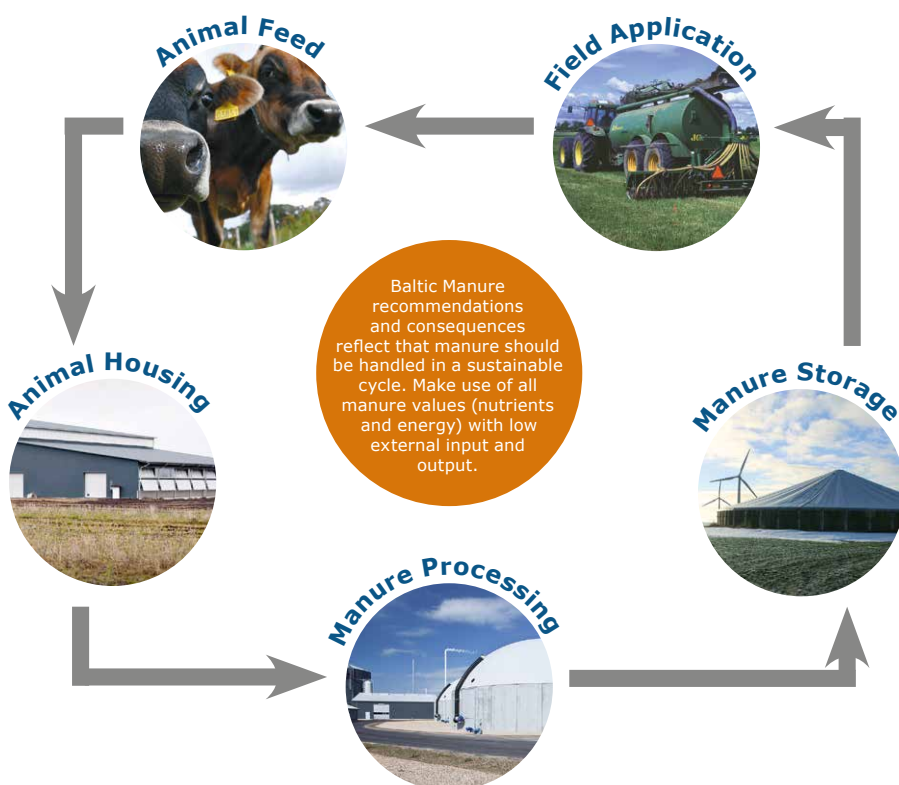 Animal Feed
Field Application
Baltic Manure
recommendations
and consequences
reflect that manure should
be handled in a sustainable
cycle. Make use of all
manure values (nutrients
and energy) with low
external input and
output.
Animal Housing
Manure Storage
Manure Processing